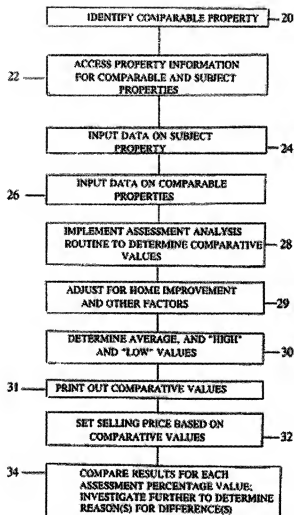 IDENTIFY COMPARABLE PROPERTY
20
22
ACCESS PROPERTY INFORMATION
FOR COMPARABLE AND SUBJECT
PROPERTIES
INPUT DATA ON SUBJECT
PROPERTY
24
26
INPUT DATA ON COMPARABLE
PROPERTIES
IMPLEMENT ASSESSMENT ANALYSIS
ROUTINE TO DETERMINE COMPARATIVE
VALUES
28
ADJUST FOR HOME IMPROVEMENT
AND OTHER FACTORS
29
DETERMINE AVERAGE, AND "HIGH"
AND "LOW" VALUES
30
31
PRINT OUT COMPARATIVE VALUES
SET SELLING PRICE BASED ON
COMPARATIVE VALUES
32
34
COMPARE RESULTS FOR EACH
ASSESSMENT PERCENTAGE VALUE;
INVESTIGATE FURTHER TO DETERMINE
REASON(S) FOR DIFFERENCE(S)